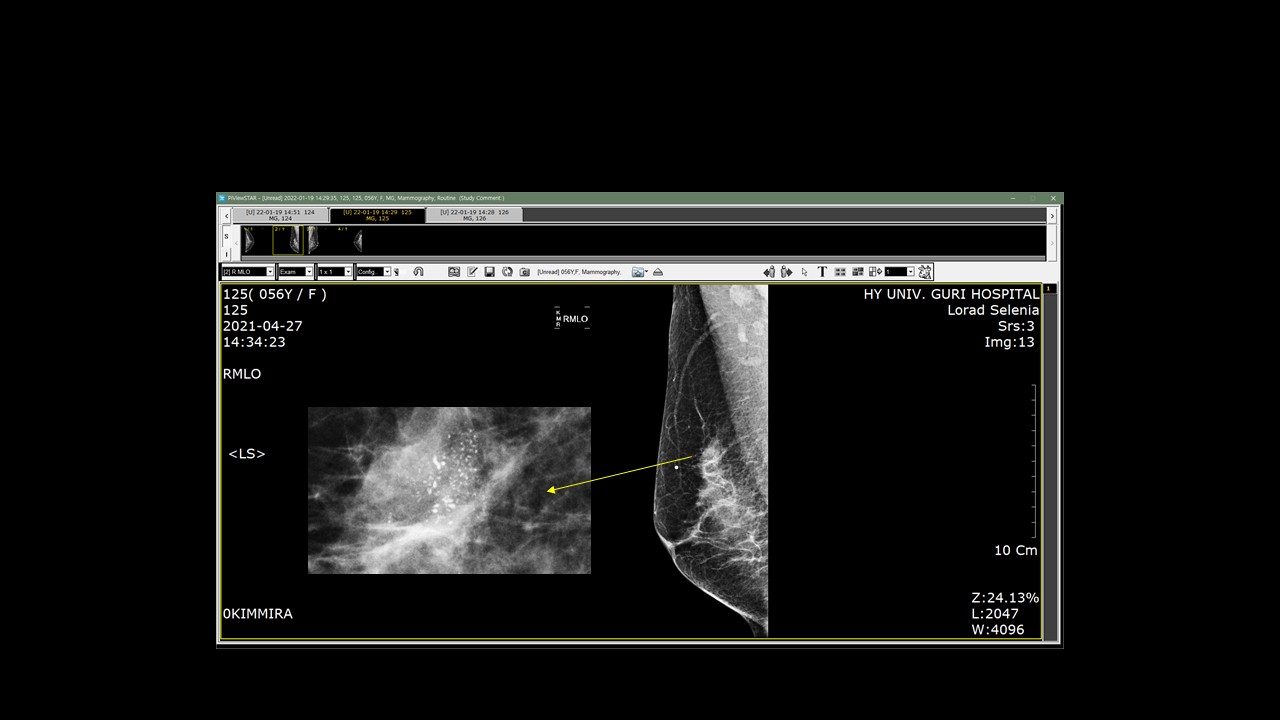 PiViewSTAR - [Unread] 2022-01-19 14:29:35, 125, 125, 056Y, F, MG, Mammography, Routine (Study Comment:)
[U] 22-01-19 14:51 124
MG, 124
[U] 22-01-19 14:29 125
MG, 125
[U] 22-01-19 14:28 126
MG, 126
S
I
[2] R MLO
Exam
1 x 1
Config.
[Unread] 056Y,F, Mammography,
T
1
1
125( 056Y / F )
125
2021-04-27
14:34:23
RMLO
<LS>
0KIMMIRA
KMR
RMLO
HY UNIV. GURI HOSPITAL
Lorad Selenia
Srs:3
Img:13
10 Cm
Z:24.13%
L:2047
W:4096